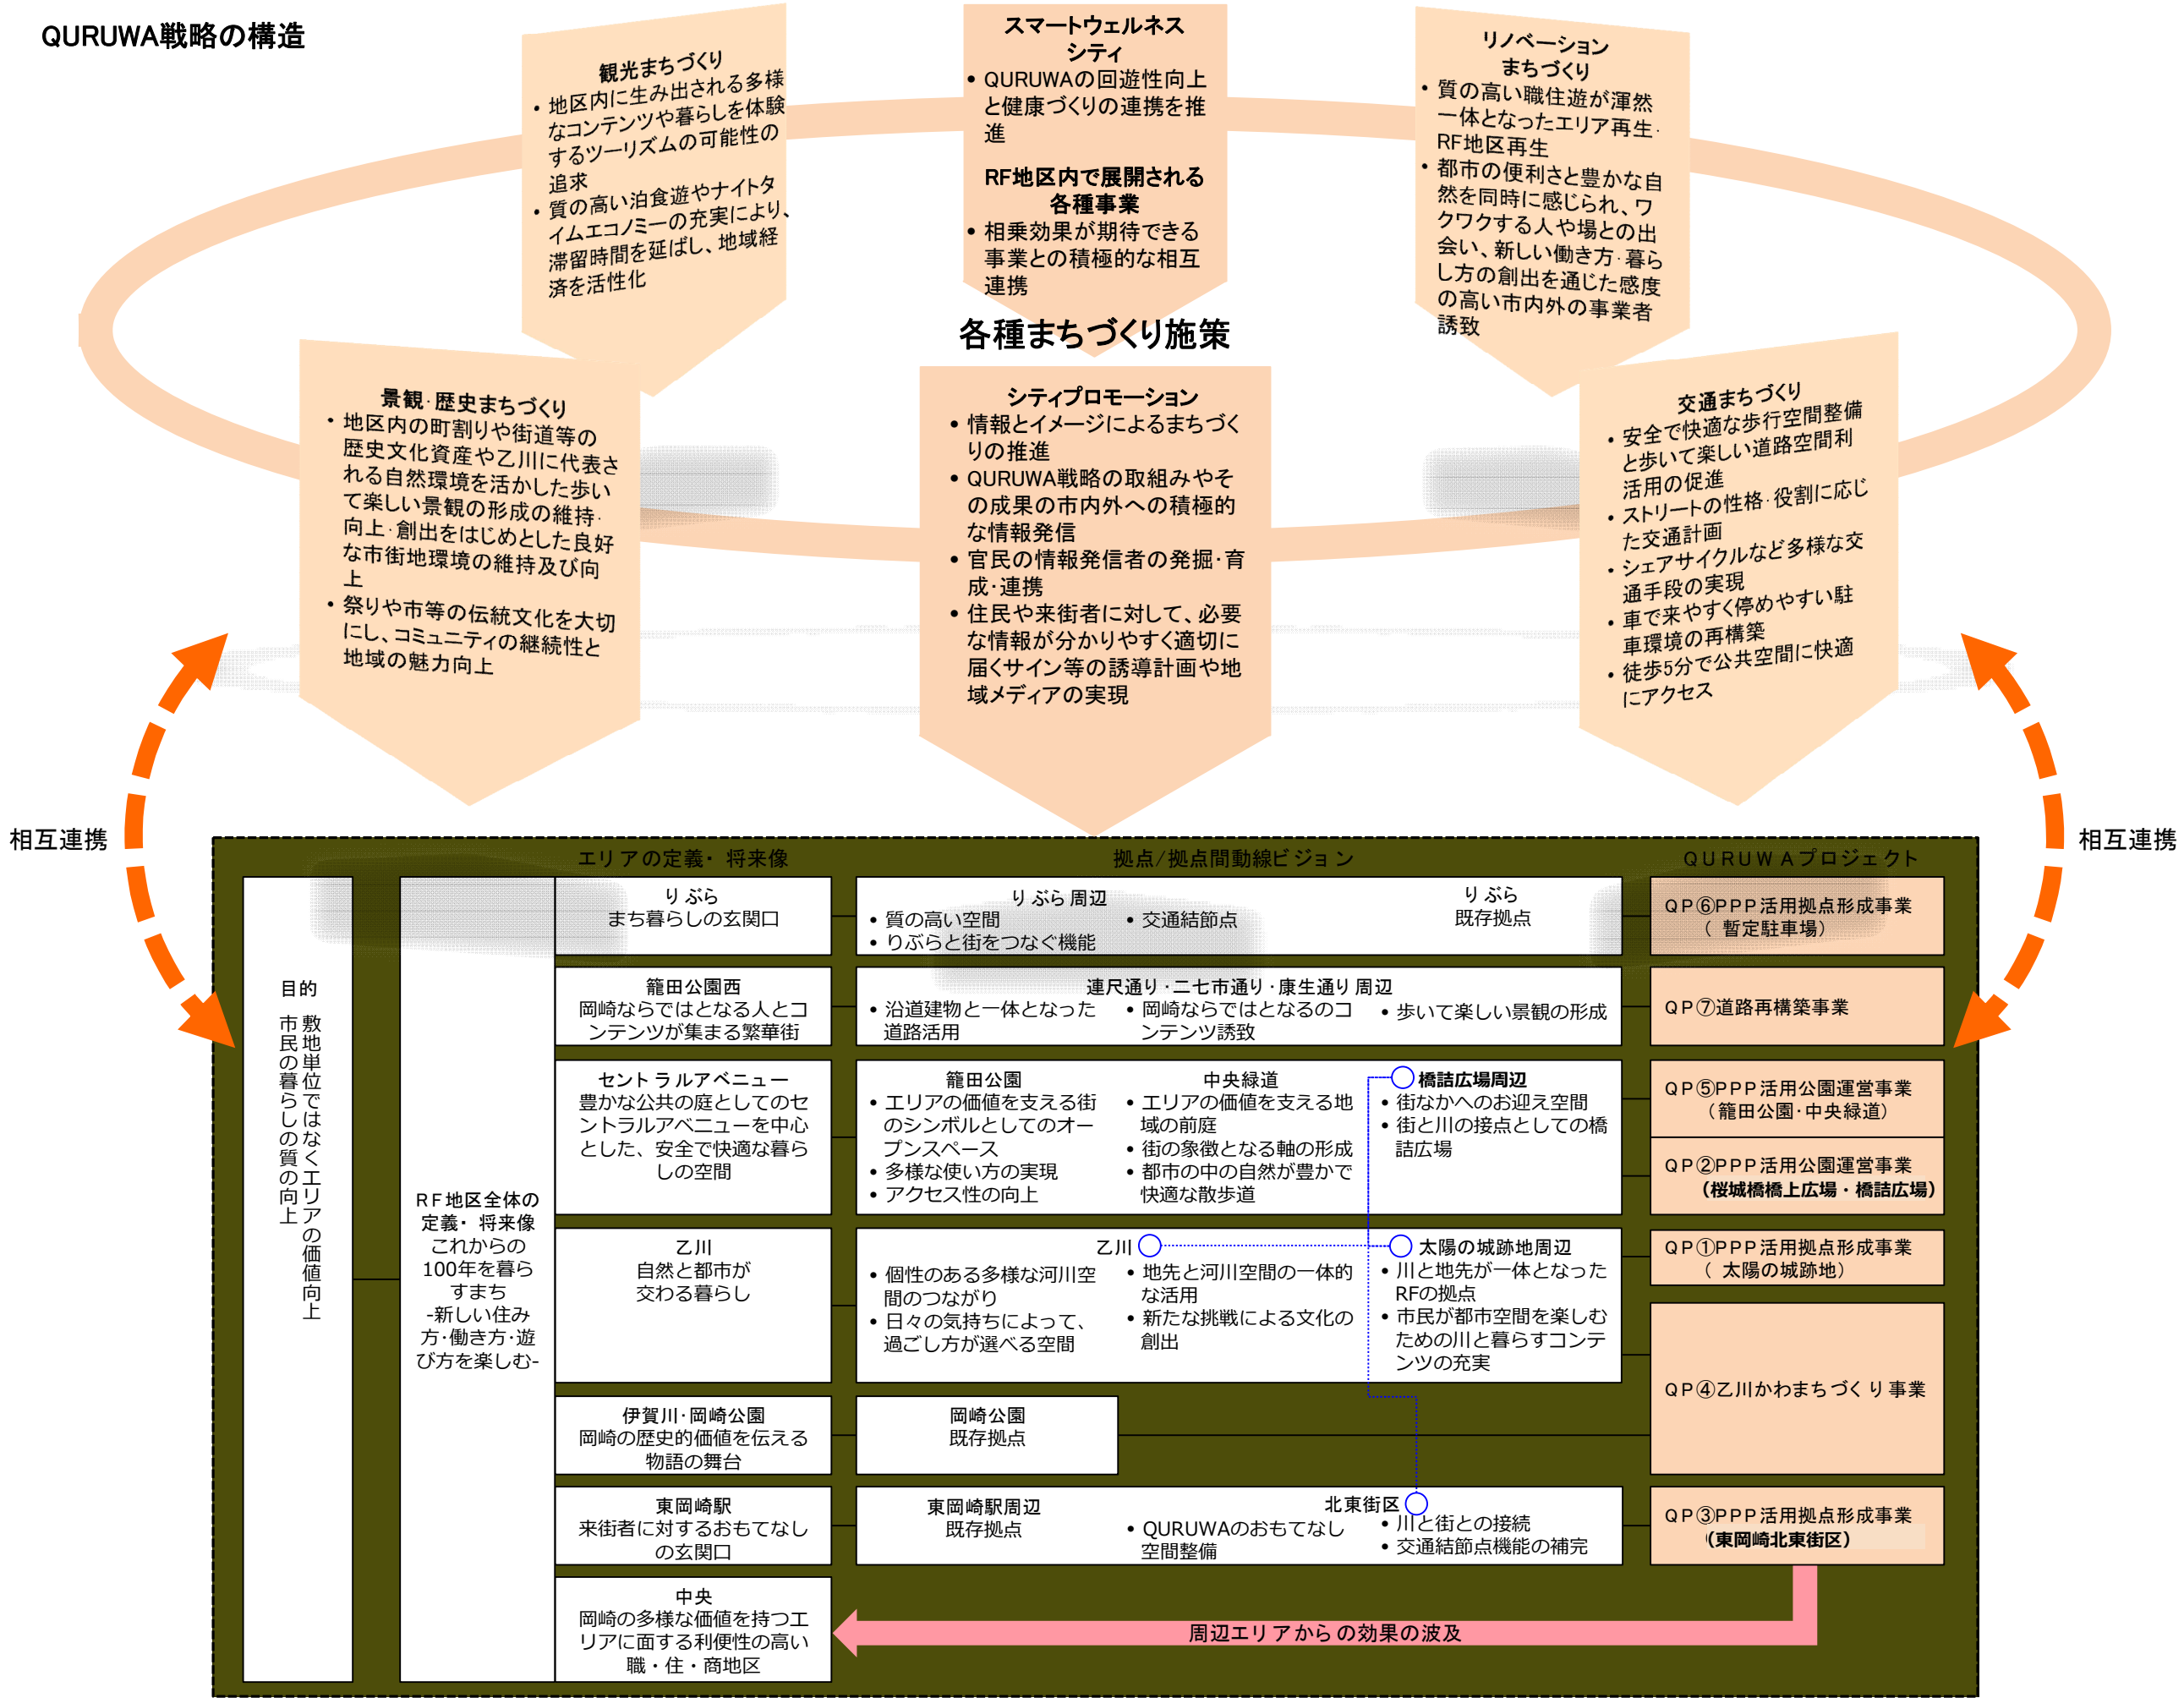 QURUWA戦略の構造
観光まちづくり
• 地区内に生み出される多様
なコンテンツや暮らしを体験
するツーリズムの可能性の
追求
• 質の高い泊食遊やナイトタ
イムエコノミーの充実により、
滞留時間を延ばし、地域経
済を活性化
スマートウェルネス
シティ
• QURUWAの回遊性向上
と健康づくりの連携を推
進
RF地区内で展開される
各種事業
• 相乗効果が期待できる
事業との積極的な相互
連携
リノベーション
まちづくり
• 質の高い職住遊が渾然
一体となったエリア再生・
RF地区再生
• 都市の便利さと豊かな自
然を同時に感じられ、ワ
クワクする人や場との出
会い、新しい働き方・暮ら
し方の創出を通じた感度
の高い市内外の事業者
誘致
各種まちづくり施策
景観・歴史まちづくり
• 地区内の町割りや街道等の
歴史文化資産や乙川に代表さ
れる自然環境を活かした歩い
て楽しい景観の形成の維持・
向上・創出をはじめとした良好
な市街地環境の維持及び向
上
• 祭りや市等の伝統文化を大切
にし、コミュニティの継続性と
地域の魅力向上
シティプロモーション
• 情報とイメージによるまちづく
りの推進
• QURUWA戦略の取組みやそ
の成果の市内外への積極的
な情報発信
• 官民の情報発信者の発掘・育
成・連携
• 住民や来街者に対して、必要
な情報が分かりやすく適切に
届くサイン等の誘導計画や地
域メディアの実現
交通まちづくり
• 安全で快適な歩行空間整備
と歩いて楽しい道路空間利
活用の促進
• ストリートの性格・役割に応じ
た交通計画
• シェアサイクルなど多様な交
通手段の実現
• 車で来やすく停めやすい駐
車環境の再構築
• 徒歩5分で公共空間に快適
にアクセス
相互連携
相互連携
エリアの定義・将来像
拠点/拠点間動線ビジョン
QURUWAプロジェクト
目的
敷地単位ではなくエリアの価値向上
市民の暮らしの質の向上
RF地区全体の
定義・将来像
これからの
100年を暮ら
すまち
-新しい住み
方・働き方・遊
び方を楽しむ-
りぶら
まち暮らしの玄関口
りぶら周辺
• 質の高い空間
• りぶらと街をつなぐ機能
• 交通結節点
りぶら
既存拠点
QP⑥PPP活用拠点形成事業
（暫定駐車場）
籠田公園西
岡崎ならではとなる人とコ
ンテンツが集まる繁華街
連尺通り・二七市通り・康生通り周辺
• 沿道建物と一体となった
道路活用
• 岡崎ならではとなるのコ
ンテンツ誘致
• 歩いて楽しい景観の形成
QP⑦道路再構築事業
セントラルアベニュー
豊かな公共の庭としてのセ
ントラルアベニューを中心
とした、安全で快適な暮ら
しの空間
籠田公園
• エリアの価値を支える街
のシンボルとしてのオー
プンスペース
• 多様な使い方の実現
• アクセス性の向上
中央緑道
• エリアの価値を支える地
域の前庭
• 街の象徴となる軸の形成
• 都市の中の自然が豊かで
快適な散歩道
橋詰広場周辺
• 街なかへのお迎え空間
• 街と川の接点としての橋
詰広場
QP⑤PPP活用公園運営事業
（籠田公園・中央緑道）
QP②PPP活用公園運営事業
（桜城橋橋上広場・橋詰広場）
乙川
自然と都市が
交わる暮らし
乙川
• 個性のある多様な河川空
間のつながり
• 日々の気持ちによって、
過ごし方が選べる空間
• 地先と河川空間の一体的
な活用
• 新たな挑戦による文化の
創出
太陽の城跡地周辺
• 川と地先が一体となった
RFの拠点
• 市民が都市空間を楽しむ
ための川と暮らすコンテ
ンツの充実
QP①PPP活用拠点形成事業
（太陽の城跡地）
QP④乙川かわまちづくり事業
伊賀川・岡崎公園
岡崎の歴史的価値を伝える
物語の舞台
岡崎公園
既存拠点
東岡崎駅
来街者に対するおもてなし
の玄関口
東岡崎駅周辺
既存拠点
北東街区
• QURUWAのおもてなし
空間整備
• 川と街との接続
• 交通結節点機能の補完
QP③PPP活用拠点形成事業
（東岡崎北東街区）
中央
岡崎の多様な価値を持つエ
リアに面する利便性の高い
職・住・商地区
周辺エリアからの効果の波及